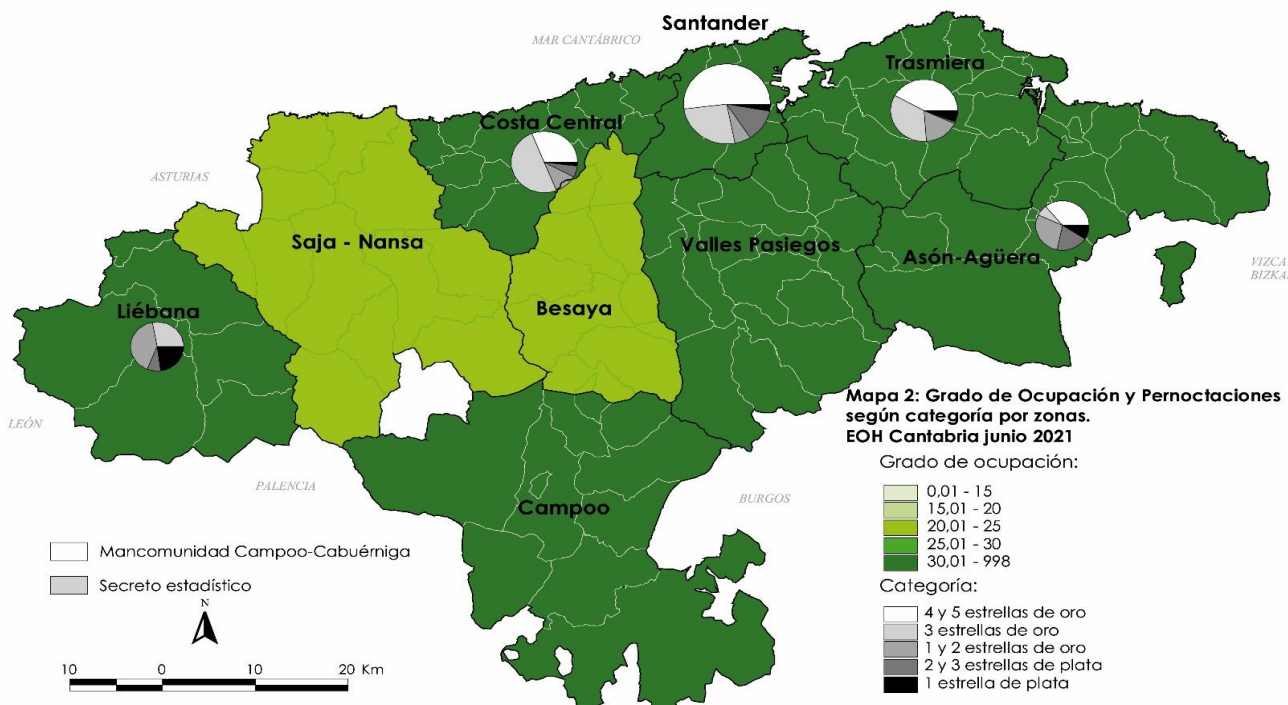 Santander
MAR CANTÁBRICO
Trasmiera
Costa Central
ASTURIAS
Saja - Nansa
Valles Pasiegos
Asón-Agüera
Besaya
Liébana
Mapa 2: Grado de Ocupación y Pernoctaciones
según categoría por zonas.
EOH Cantabria junio 2021
LEÓN
PALENCIA
BURGOS
Campoo
Grado de ocupación:
0,01 - 15
15,01 - 20
20,01 - 25
25,01 - 30
30,01 - 998
Categoría:
4 y 5 estrellas de oro
3 estrellas de oro
1 y 2 estrellas de oro
2 y 3 estrellas de plata
1 estrella de plata
Mancomunidad Campoo-Cabuérniga
Secreto estadístico
N
10 0 10 20 Km